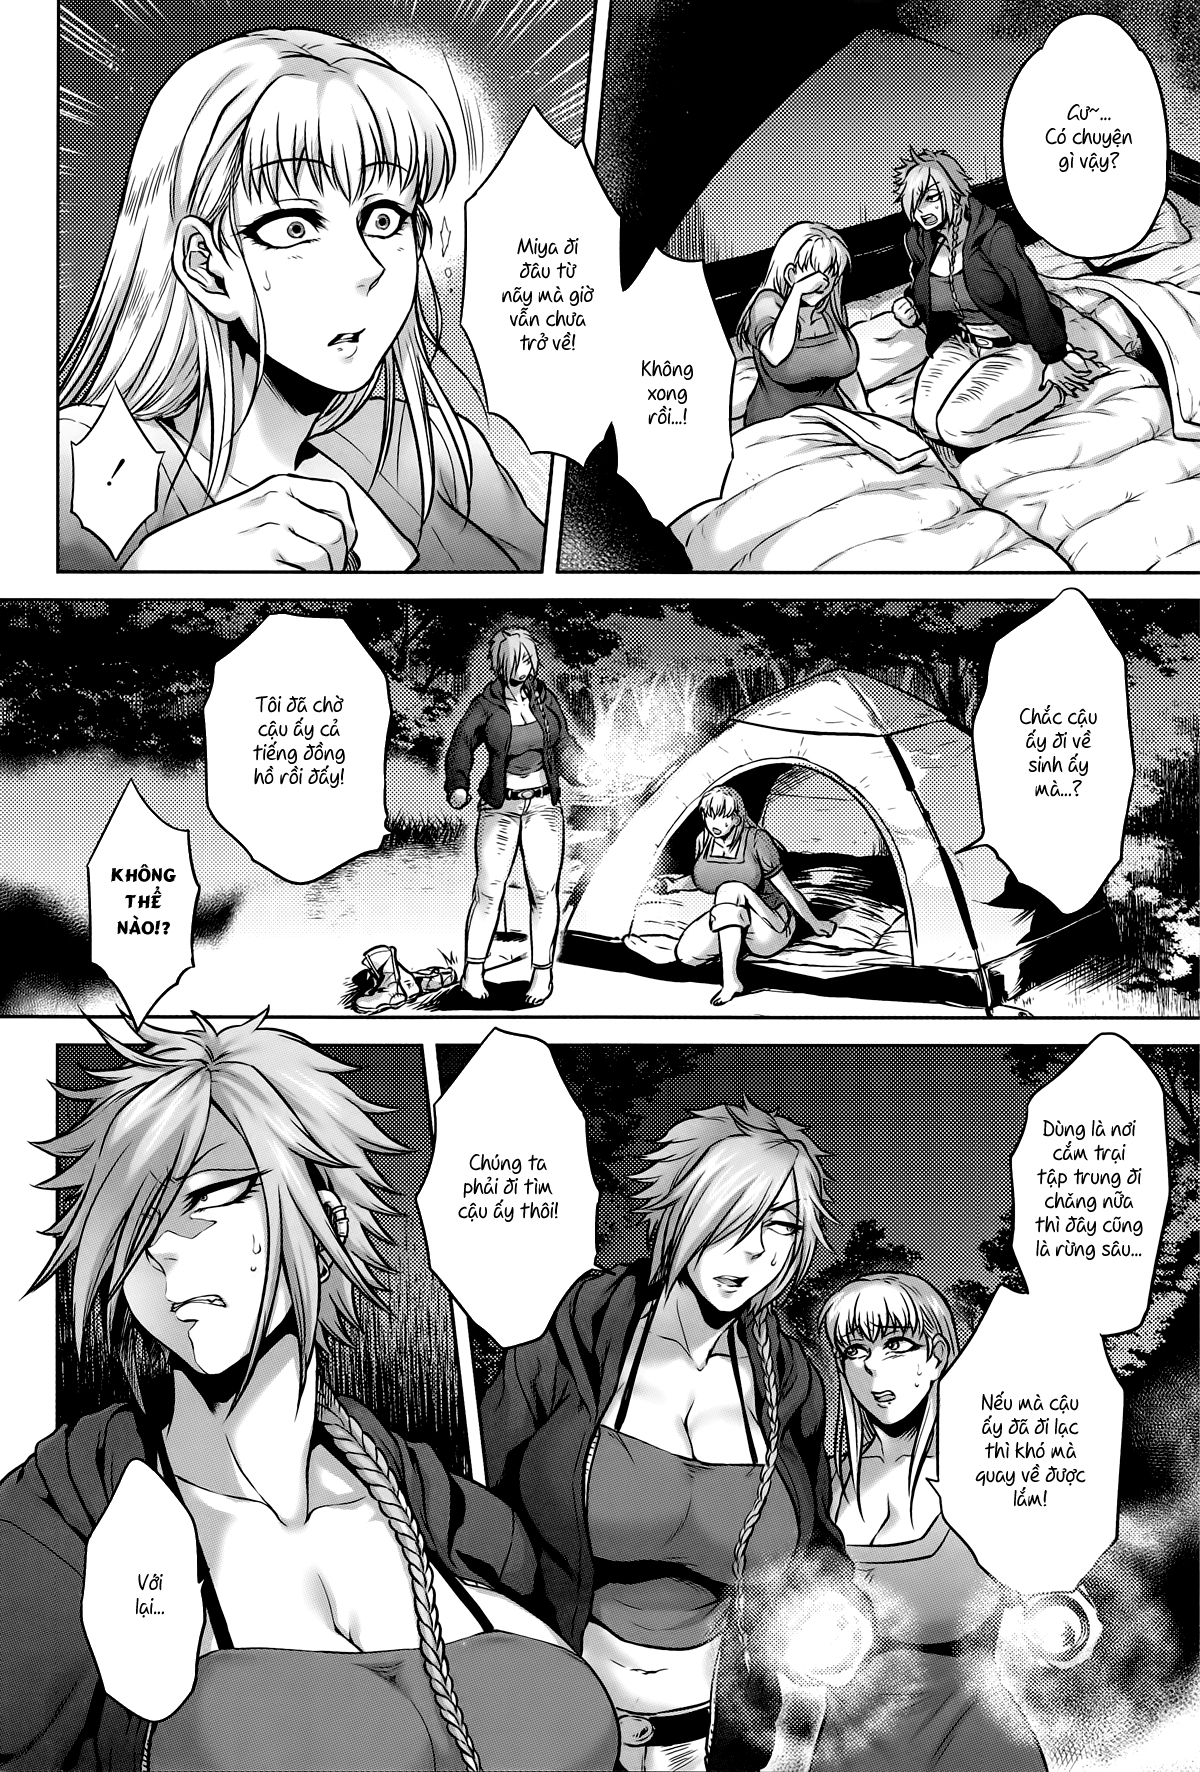 Cư~...
Có chuyện
gì vậy?
Không
xong
rồi...!
Miya đi
đâu từ
nãy mà giờ
vẫn chưa
trở về!
!
Chắc cậu
ấy đi về
sinh ấy
mà...?
Tôi đã chờ
cậu ấy cả
tiếng đồng
hồ rồi đấy!
KHÔNG
THỂ
NÀO!?
Dùng là nơi
cắm trại
tập trung đi
chăng nữa
thì đây cũng
là rừng sâu...
Nếu mà cậu
ấy đã đi lạc
thì khó mà
quay về được
lắm!
Chúng ta
phải đi tìm
cậu ấy thôi!
Với
lại...